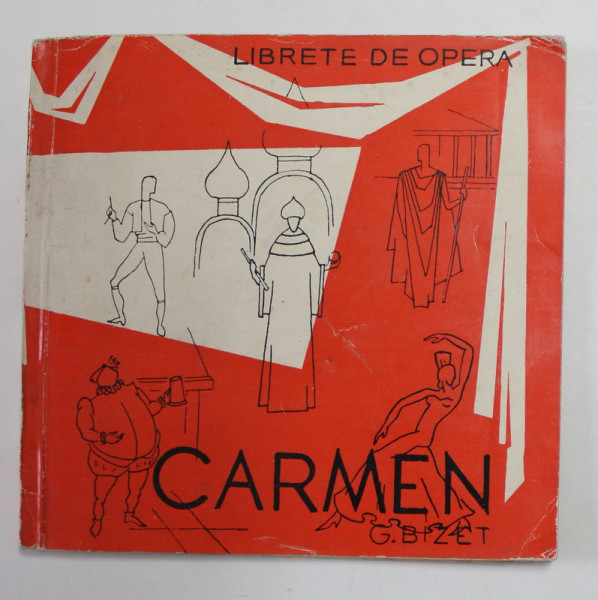 LIBRETE DE OPERA
CARMEN
G. BIZET